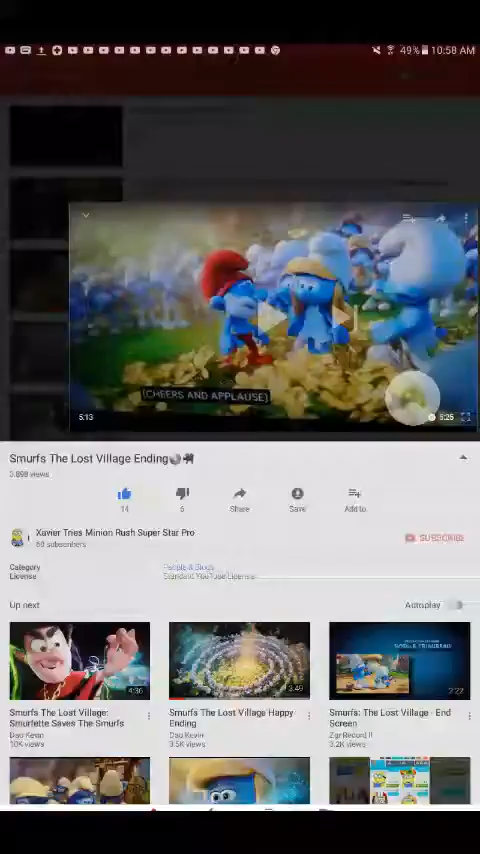 49% 10:58 AM
[CHEERS AND APPLAUSE]
5:13
5:25
Smurfs The Lost Village Ending
3,898 views
14
6
Share
Save
Add to
Xavier Tries Minion Rush Super Star Pro
60 subscribers
SUBSCRIBE
Category People & Blogs
License Standard YouTube License
Up next
Autoplay
4:36
3:49
2:22
Smurfs The Lost Village:
Smurfette Saves The Smurfs
Dao Kevin
10K views
Smurfs The Lost Village Happy
Ending
Dao Kevin
3.5K views
Smurfs: The Lost Village - End
Screen
Zgr Record II
3.2K views